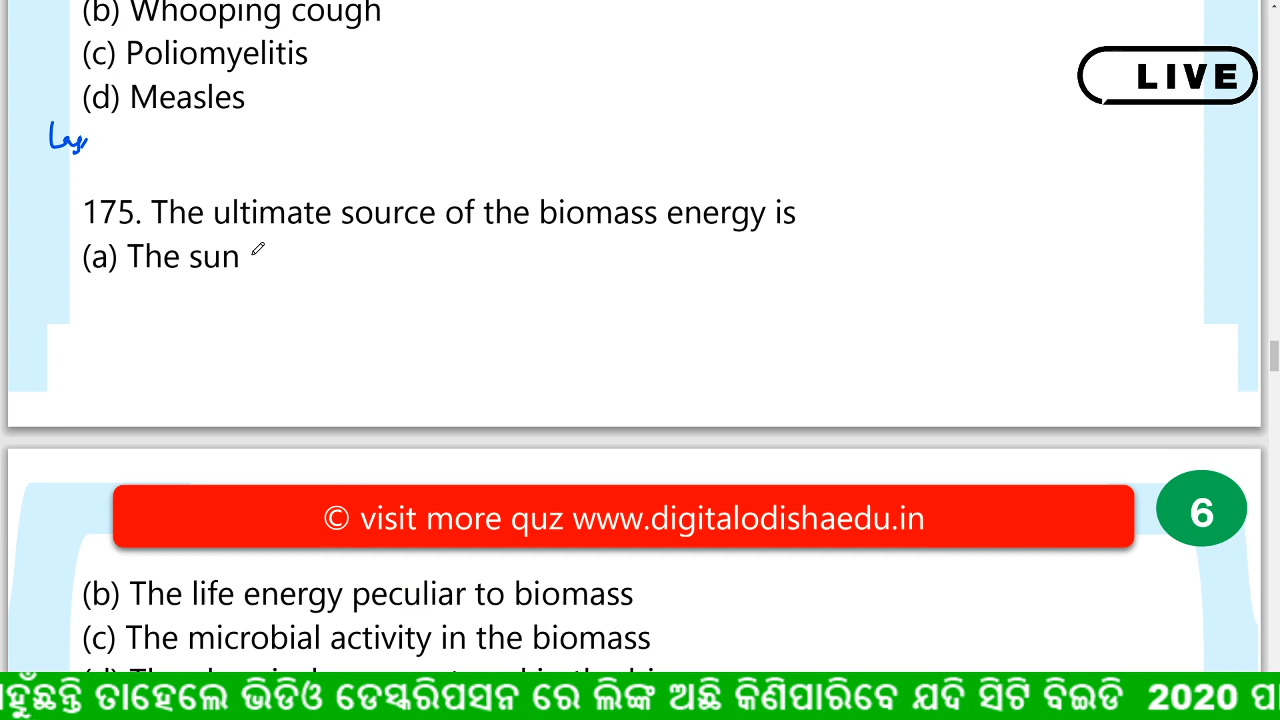 (b) Whooping cough
(c) Poliomyelitis
LIVE
(d) Measles
175. The ultimate source of the biomass energy is
(a) The sun
© visit more quz www.digitalodishaedu.in
6
(b) The life energy peculiar to biomass
(c) The microbial activity in the biomass
ତାହେଲେ ଭିଡିଓ ଡେସ୍କରିପସନ ରେ ଲିଙ୍କ ଅଛି କିଣିପାରିବେ ଯଦି ସିଟି ବିଇଡି 2020